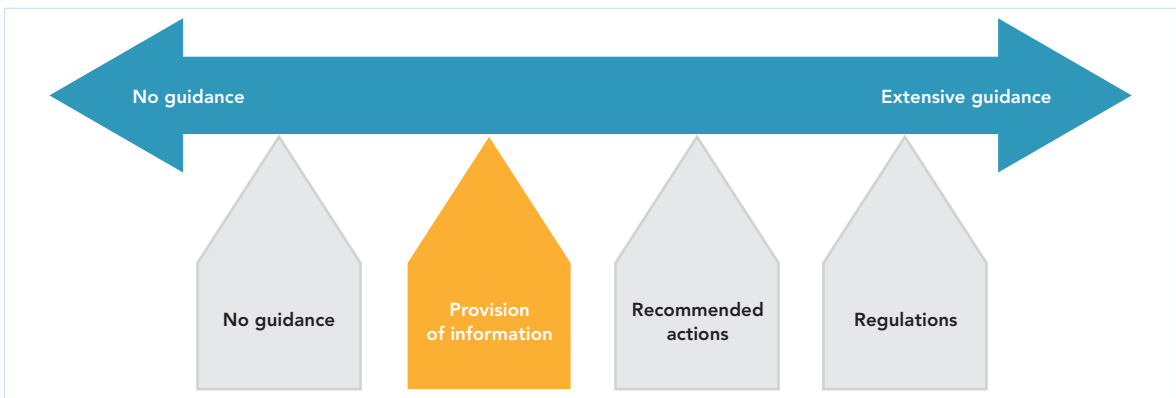 No guidance
Extensive guidance
No guidance
Provision
of information
Recommended
actions
Regulations